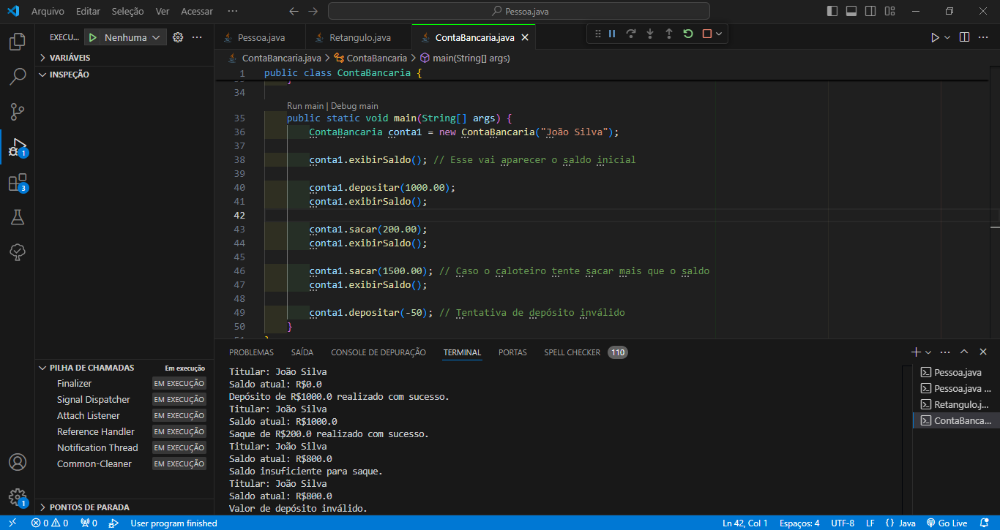 Arquivo Editar Seleção Ver Acessar ··· Pessoa.java
EXECU... Nenhuma ···
VARIÁVEIS
INSPEÇÃO
Pessoa.java Retangulo.java ContaBancaria.java
ContaBancaria.java > ContaBancaria > main(String[] args)
1 public class ContaBancaria {
34
Run main | Debug main
35 public static void main(String[] args) {
36 ContaBancaria conta1 = new ContaBancaria("João Silva");
37
38 conta1.exibirSaldo(); // Esse vai aparecer o saldo inicial
39
40 conta1.depositar(1000.00);
41 conta1.exibirSaldo();
42
43 conta1.sacar(200.00);
44 conta1.exibirSaldo();
45
46 conta1.sacar(1500.00); // Caso o caloteiro tente sacar mais que o saldo
47 conta1.exibirSaldo();
48
49 conta1.depositar(-50); // Tentativa de depósito inválido
50 }
PROBLEMAS SAÍDA CONSOLE DE DEPURAÇÃO TERMINAL PORTAS SPELL CHECKER 110
Titular: João Silva
Saldo atual: R$0.0
Depósito de R$1000.0 realizado com sucesso.
Titular: João Silva
Saldo atual: R$1000.0
Saque de R$200.0 realizado com sucesso.
Titular: João Silva
Saldo atual: R$800.0
Saldo insuficiente para saque.
Titular: João Silva
Saldo atual: R$800.0
Valor de depósito inválido.
Pessoa.java
Pessoa.java ...
Retangulo.j...
ContaBanca...
PILHA DE CHAMADAS Em execução
Finalizer EM EXECUÇÃO
Signal Dispatcher EM EXECUÇÃO
Attach Listener EM EXECUÇÃO
Reference Handler EM EXECUÇÃO
Notification Thread EM EXECUÇÃO
Common-Cleaner EM EXECUÇÃO
PONTOS DE PARADA
1
3
1
0 0 0 User program finished Ln 42, Col 1 Espaços: 4 UTF-8 LF {} Java Go Live